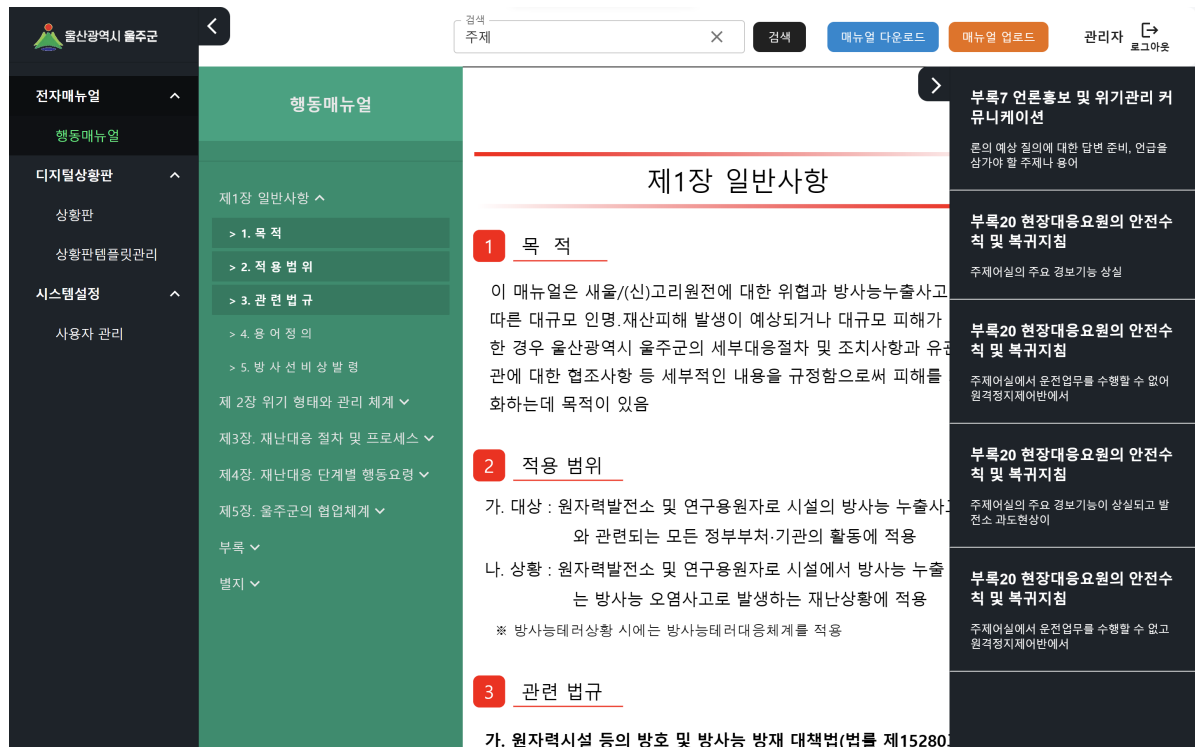 울산광역시 울주군
검색
주제
검색
매뉴얼 다운로드
매뉴얼 업로드
관리자
로그아웃
전자매뉴얼
행동매뉴얼
디지털상황판
상황판
상황판템플릿관리
시스템설정
사용자 관리
행동매뉴얼
제1장 일반사항
> 1. 목 적
> 2. 적 용 범 위
> 3. 관 련 법 규
> 4. 용 어 정 의
> 5. 방 사 선 비 상 발 령
제 2장 위기 형태와 관리 체계
제3장. 재난대응 절차 및 프로세스
제4장. 재난대응 단계별 행동요령
제5장. 울주군의 협업체계
부록
별지
제1장 일반사항
1 목 적
이 매뉴얼은 새울/(신)고리원전에 대한 위협과 방사능누출사고
따른 대규모 인명.재산피해 발생이 예상되거나 대규모 피해가
한 경우 울산광역시 울주군의 세부대응절차 및 조치사항과 유관
관에 대한 협조사항 등 세부적인 내용을 규정함으로써 피해를
화하는데 목적이 있음
2 적용 범위
가. 대상 : 원자력발전소 및 연구용원자로 시설의 방사능 누출사고
와 관련되는 모든 정부부처·기관의 활동에 적용
나. 상황 : 원자력발전소 및 연구용원자로 시설에서 방사능 누출
는 방사능 오염사고로 발생하는 재난상황에 적용
※ 방사능테러상황 시에는 방사능테러대응체계를 적용
3 관련 법규
가. 원자력시설 등의 방호 및 방사능 방재 대책법(법률 제15280
부록7 언론홍보 및 위기관리 커
뮤니케이션
론의 예상 질의에 대한 답변 준비, 언급을
삼가야 할 주제나 용어
부록20 현장대응요원의 안전수
칙 및 복귀지침
주제어실의 주요 경보기능 상실
부록20 현장대응요원의 안전수
칙 및 복귀지침
주제어실에서 운전업무를 수행할 수 없어
원격정지제어반에서
부록20 현장대응요원의 안전수
칙 및 복귀지침
주제어실의 주요 경보기능이 상실되고 발
전소 과도현상이
부록20 현장대응요원의 안전수
칙 및 복귀지침
주제어실에서 운전업무를 수행할 수 없고
원격정지제어반에서